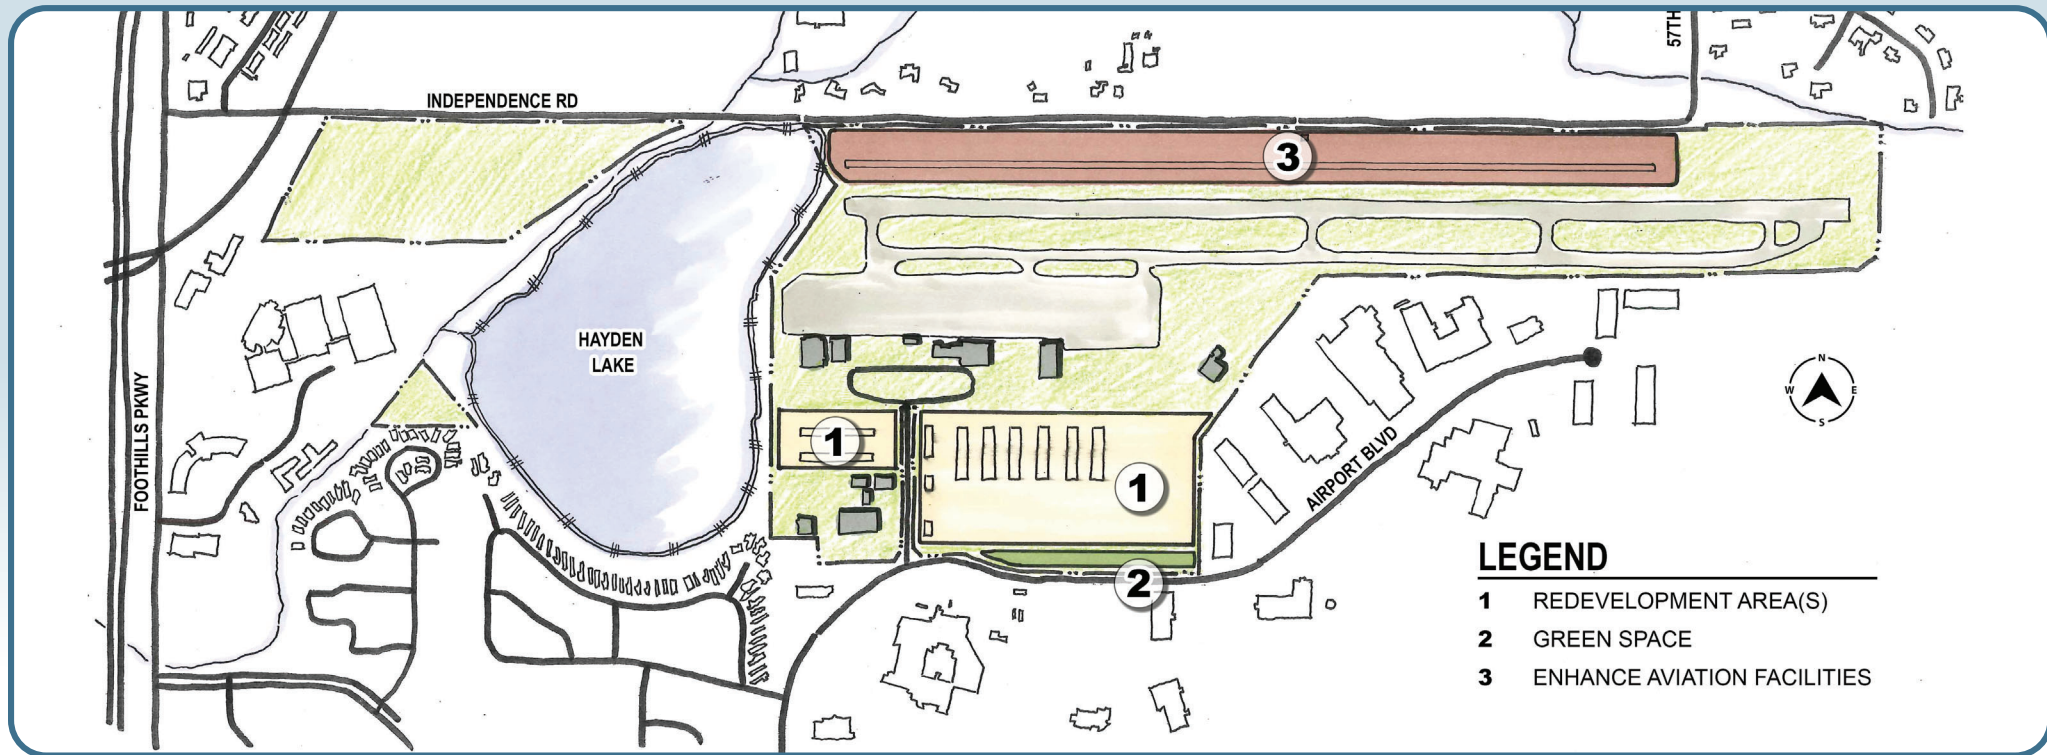 57TH
INDEPENDENCE RD
3
HAYDEN
LAKE
FOOTHILLS PKWY
N
W E
S
1
1
AIRPORT BLVD
2
LEGEND
1 REDEVELOPMENT AREA(S)
2 GREEN SPACE
3 ENHANCE AVIATION FACILITIES